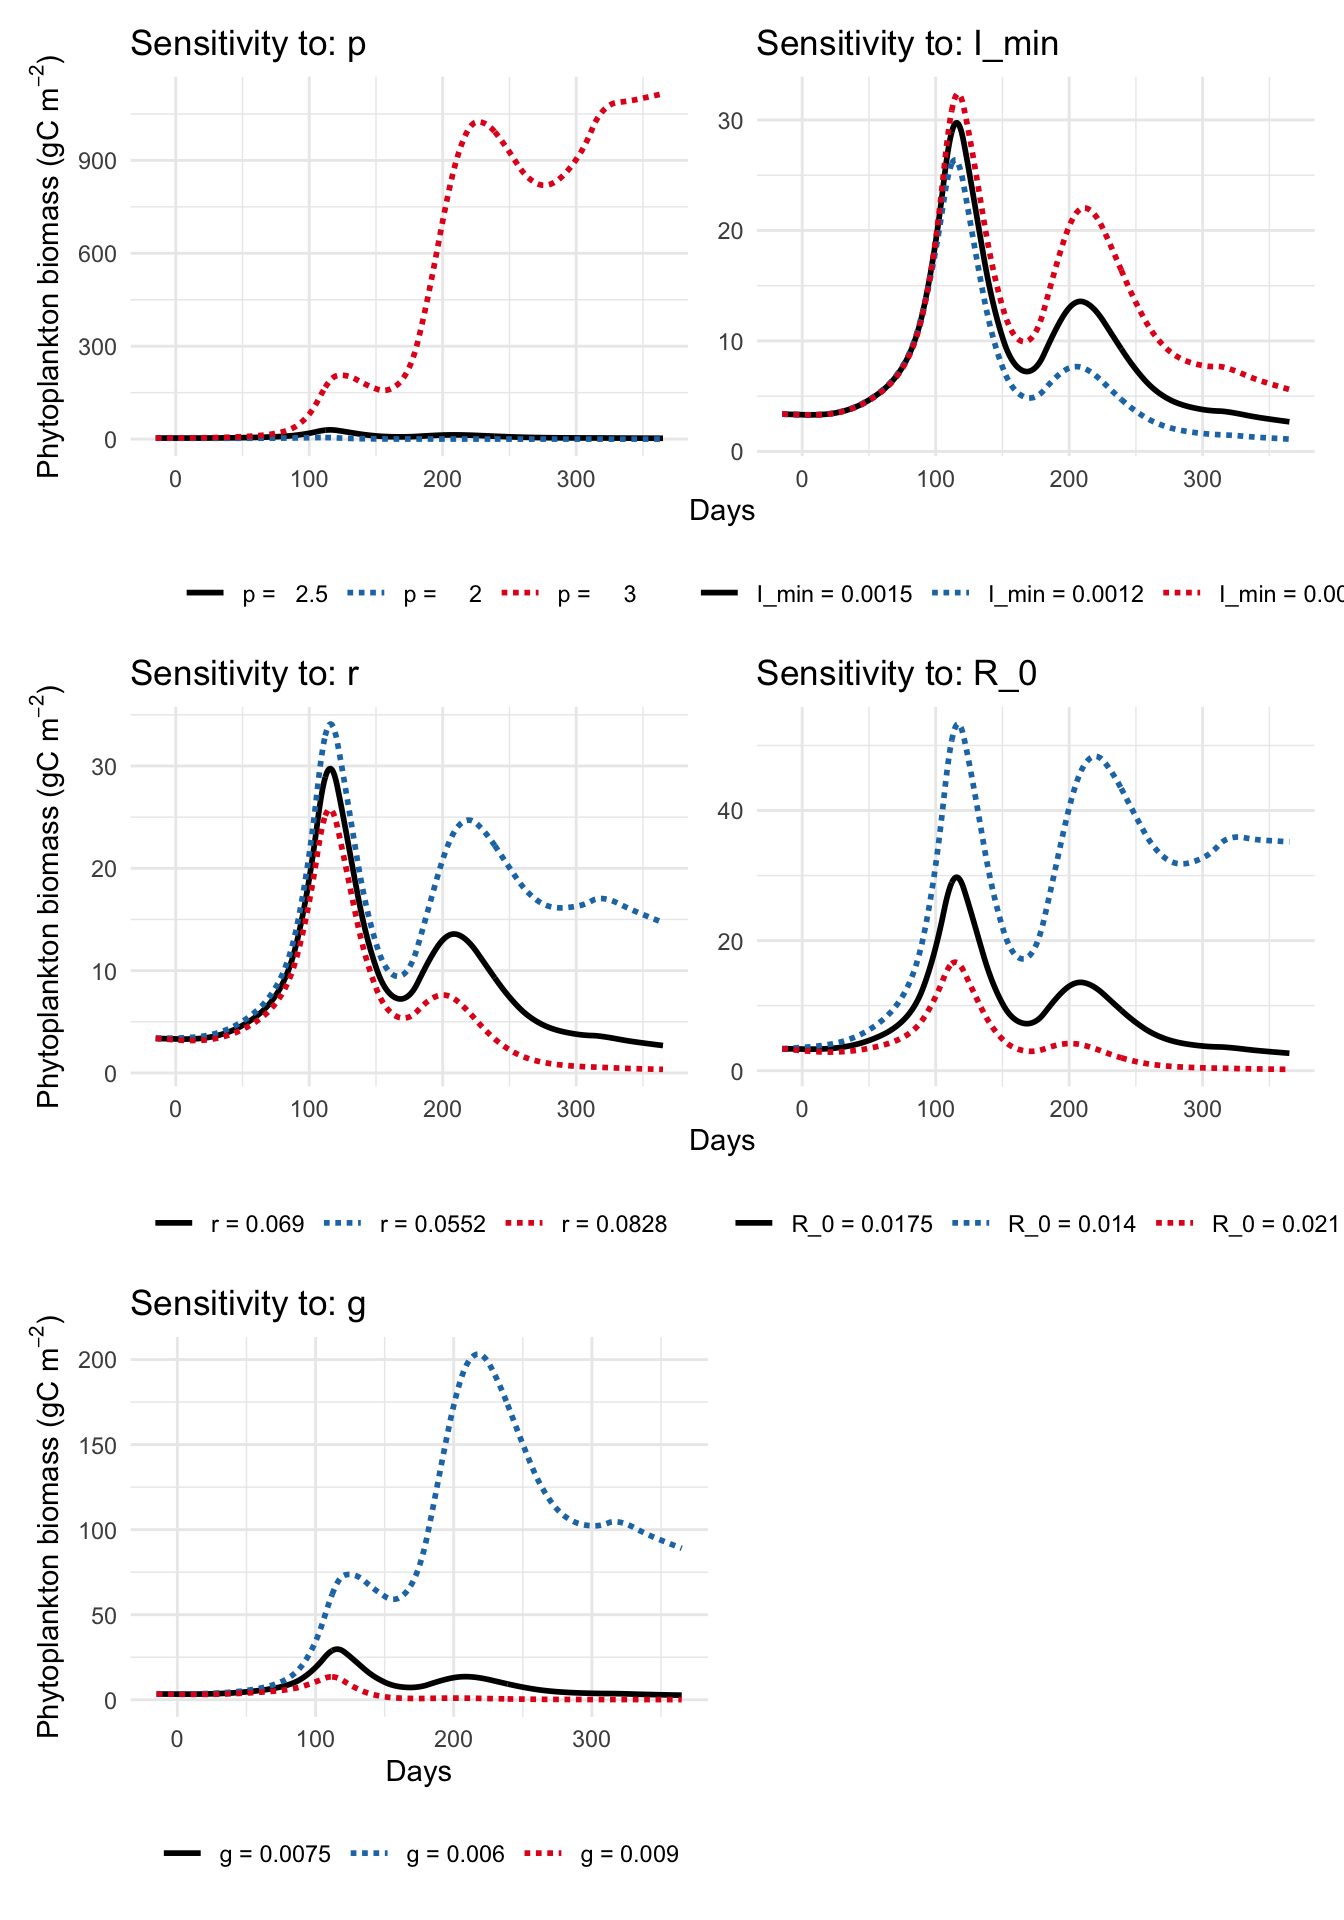 Sensitivity to: p
Sensitivity to: I_min
Phytoplankton biomass (gC m⁻²)
900
600
300
0
0 100 200 300
30
20
10
0
0 100 200 300
Days
p = 2.5 p = 2 p = 3
I_min = 0.0015 I_min = 0.0012 I_min = 0.00
Sensitivity to: r
Sensitivity to: R_0
Phytoplankton biomass (gC m⁻²)
30
20
10
0
0 100 200 300
40
20
0
0 100 200 300
Days
r = 0.069 r = 0.0552 r = 0.0828
R_0 = 0.0175 R_0 = 0.014 R_0 = 0.021
Sensitivity to: g
Phytoplankton biomass (gC m⁻²)
200
150
100
50
0
0 100 200 300
Days
g = 0.0075 g = 0.006 g = 0.009